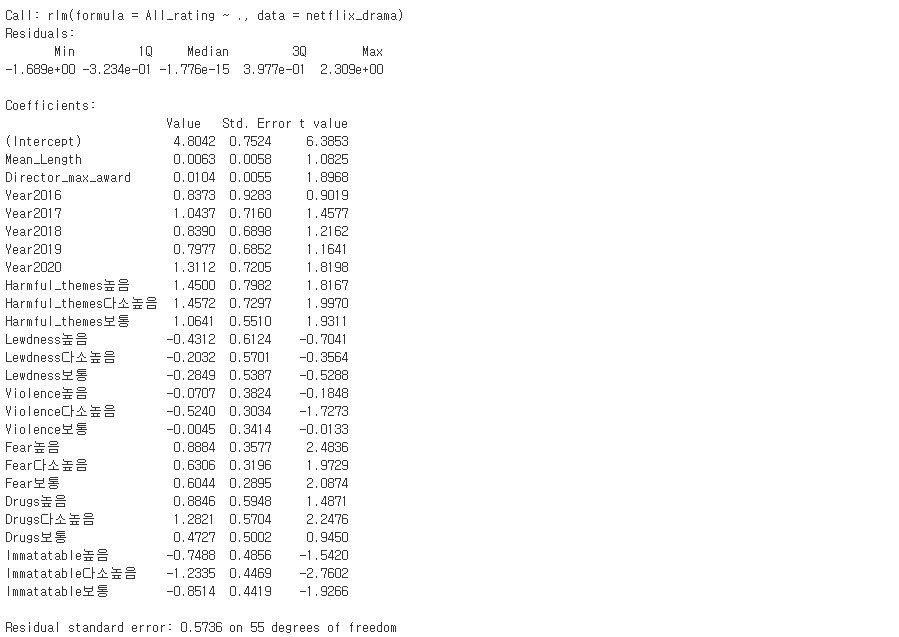 Call: rlm(formula = All_rating ~ ., data = netflix_drama)
Residuals:
       Min         1Q     Median         3Q        Max
-1.689e+00 -3.234e-01 -1.776e-15  3.977e-01  2.309e+00
Coefficients:
                     Value   Std. Error t value
(Intercept)           4.8042  0.7524     6.3853
Mean_Length           0.0063  0.0058     1.0825
Director_max_award    0.0104  0.0055     1.8968
Year2016              0.8373  0.9283     0.9019
Year2017              1.0437  0.7160     1.4577
Year2018              0.8390  0.6898     1.2162
Year2019              0.7977  0.6852     1.1641
Year2020              1.3112  0.7205     1.8198
Harmful_themes높음    1.4500  0.7982     1.8167
Harmful_themes다소높음  1.4572  0.7297     1.9970
Harmful_themes보통    1.0641  0.5510     1.9311
Lewdness높음         -0.4312  0.6124    -0.7041
Lewdness다소높음     -0.2032  0.5701    -0.3564
Lewdness보통         -0.2849  0.5387    -0.5288
Violence높음         -0.0707  0.3824    -0.1848
Violence다소높음     -0.5240  0.3034    -1.7273
Violence보통         -0.0045  0.3414    -0.0133
Fear높음              0.8884  0.3577     2.4836
Fear다소높음          0.6306  0.3196     1.9729
Fear보통              0.6044  0.2895     2.0874
Drugs높음             0.8846  0.5948     1.4871
Drugs다소높음         1.2821  0.5704     2.2476
Drugs보통             0.4727  0.5002     0.9450
Immatatable높음      -0.7488  0.4856    -1.5420
Immatatable다소높음  -1.2335  0.4469    -2.7602
Immatatable보통      -0.8514  0.4419    -1.9266
Residual standard error: 0.5736 on 55 degrees of freedom